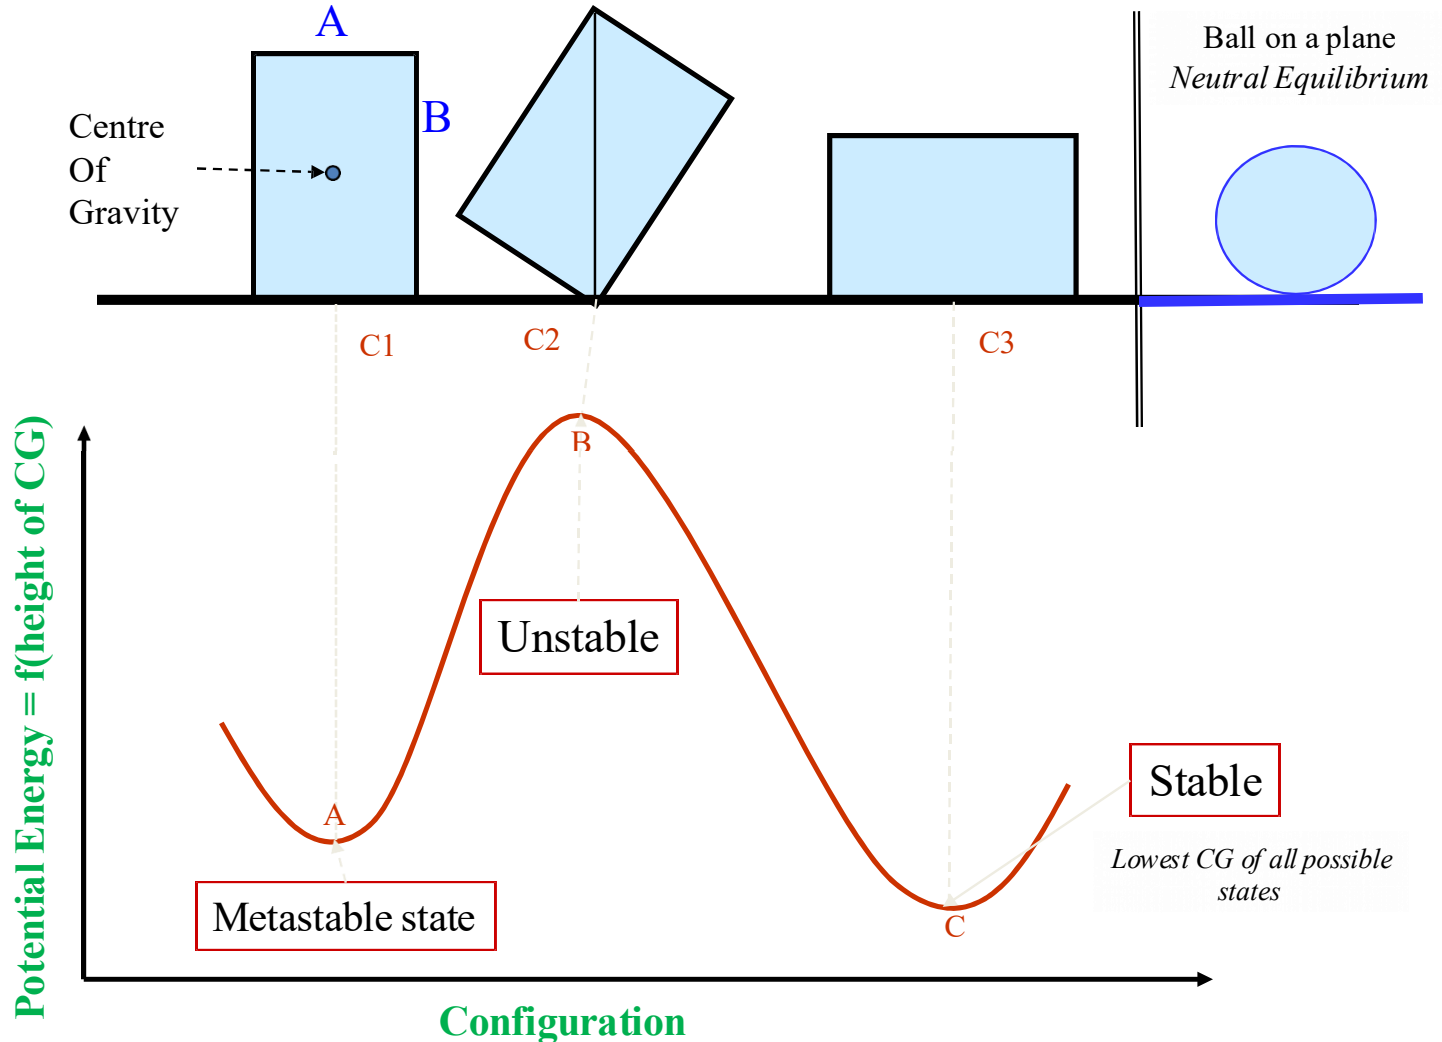 A
B
Centre
Of
Gravity
Ball on a plane
Neutral Equilibrium
C1
C2
C3
Potential Energy = f(height of CG)
B
Unstable
A
Metastable state
Stable
Lowest CG of all possible
states
C
Configuration